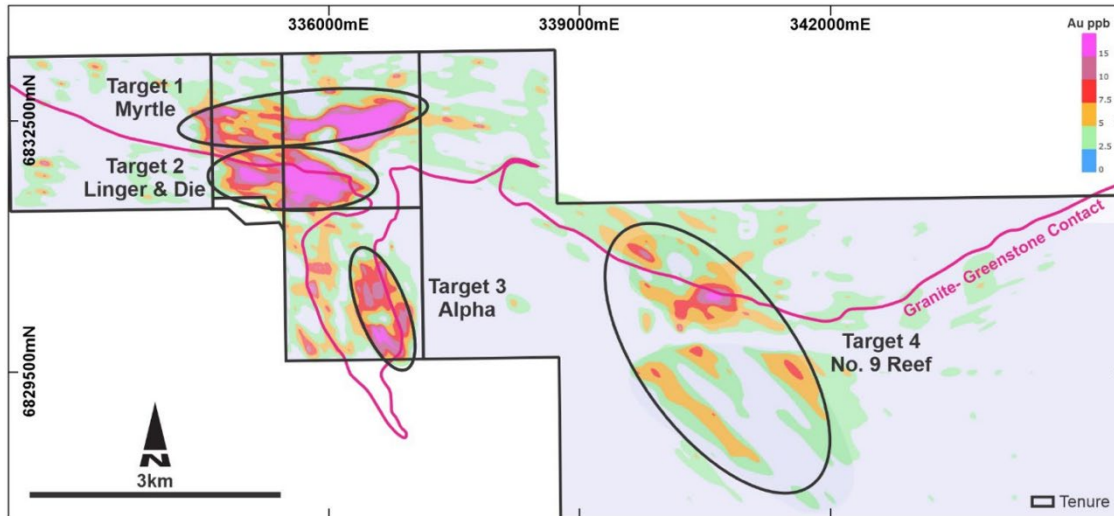 336000mE
339000mE
342000mE
Au ppb
15
10
7.5
5
2.5
0
6832500mN
6829500mN
Target 1
Myrtle
Target 2
Linger & Die
Target 3
Alpha
Target 4
No. 9 Reef
Granite- Greenstone Contact
N
3km
Tenure